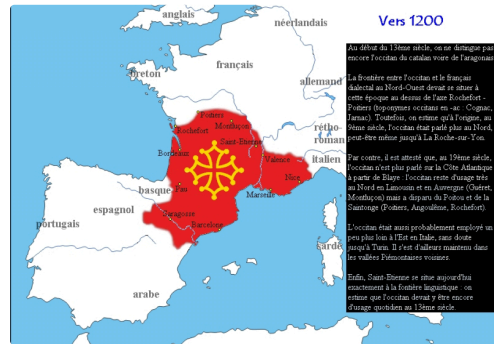 Vers 1200
anglais
néerlandais
breton
français
allemand
Poitiers
Rochefort
Montluçon
Saint-Etienne
rétho-
roman
Bordeaux
Valence
italien
Nice
Marseille
basque
Pau
espagnol
portugais
Saragosse
Barcelone
sarde
arabe
Au début du 13ème siècle, on ne distingue pas
encore l'occitan du catalan voire de l'aragonais
La frontière entre l'occitan et le français
dialectal au Nord-Ouest devait se situer à
cette époque au dessus de l'axe Rochefort -
Poitiers (toponymes occitans en -ac : Cognac,
Jarnac). Toutefois, on estime qu'à l'origine, au
9ème siècle, l'occitan était parlé plus au Nord,
peut-être même jusqu'à La Roche-sur-Yon.
Par contre, il est attesté que, au 19ème siècle,
l'occitan n'est plus parlé sur la Côte Atlantique
à partir de Blaye : l'occitan reste d'usage très
au Nord en Limousin et en Auvergne (Guéret,
Montluçon) mais a disparu du Poitou et de la
Saintonge (Poitiers, Angoulême, Rochefort).
L'occitan était aussi probablement employé un
peu plus loin à l'Est en Italie, sans doute
jusqu'à Turin. Il s'est d'ailleurs maintenu dans
les vallées Piémontaises voisines.
Enfin, Saint-Etienne se situe aujourd'hui
exactement à la fontière linguistique : on
estime que l'occitan devait y être encore
d'usage quotidien au 13ème siècle.